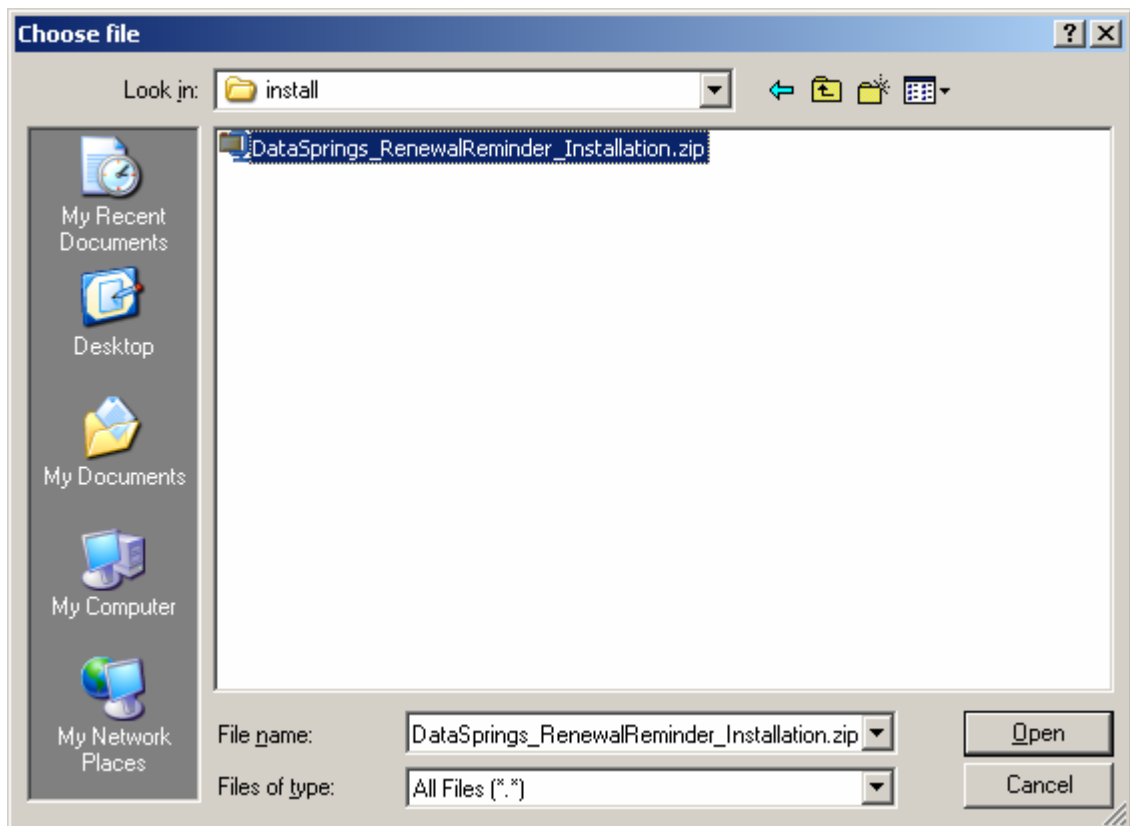 Choose file
Look in:
install
DataSprings_RenewalReminder_Installation.zip
My Recent
Documents
Desktop
My Documents
My Computer
My Network
Places
File name:
DataSprings_RenewalReminder_Installation.zip
Open
Files of type:
All Files (*.*)
Cancel